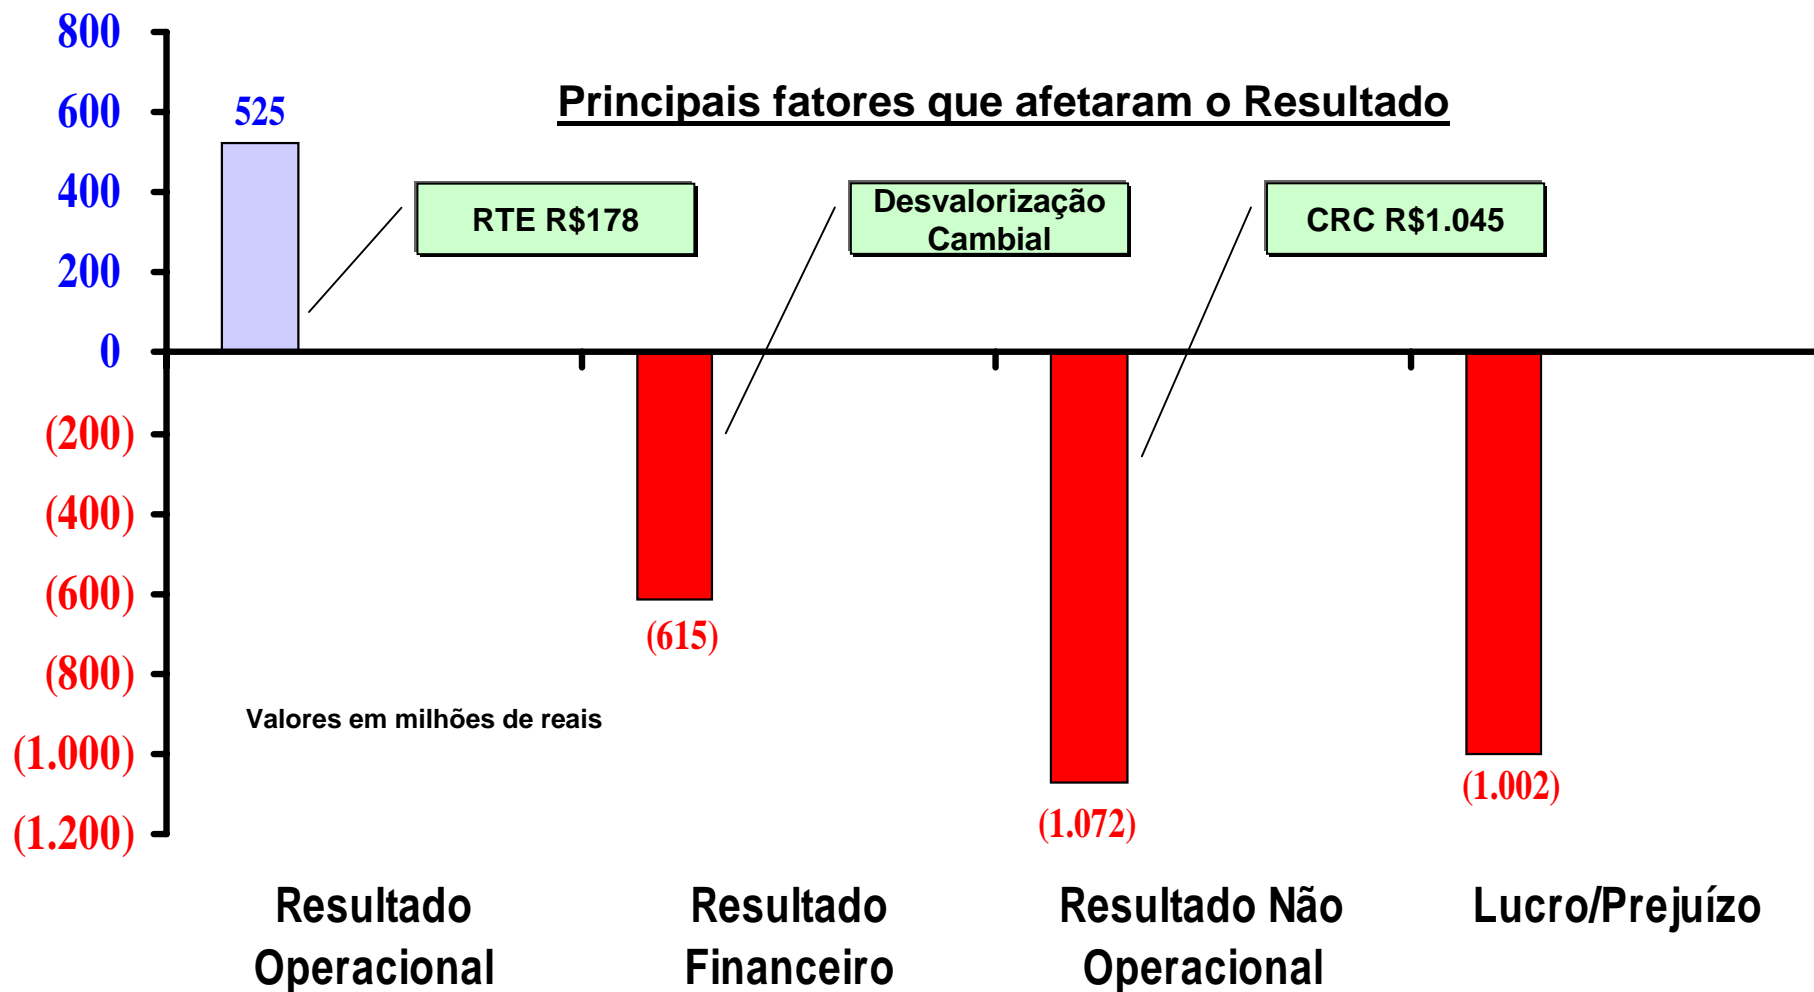 Principais fatores que afetaram o Resultado
800
600
400
200
0
(200)
(400)
(600)
(800)
(1.000)
(1.200)
525
RTE R$178
Desvalorização
Cambial
CRC R$1.045
(615)
(1.072)
(1.002)
Valores em milhões de reais
Resultado
Operacional
Resultado
Financeiro
Resultado Não
Operacional
Lucro/Prejuízo